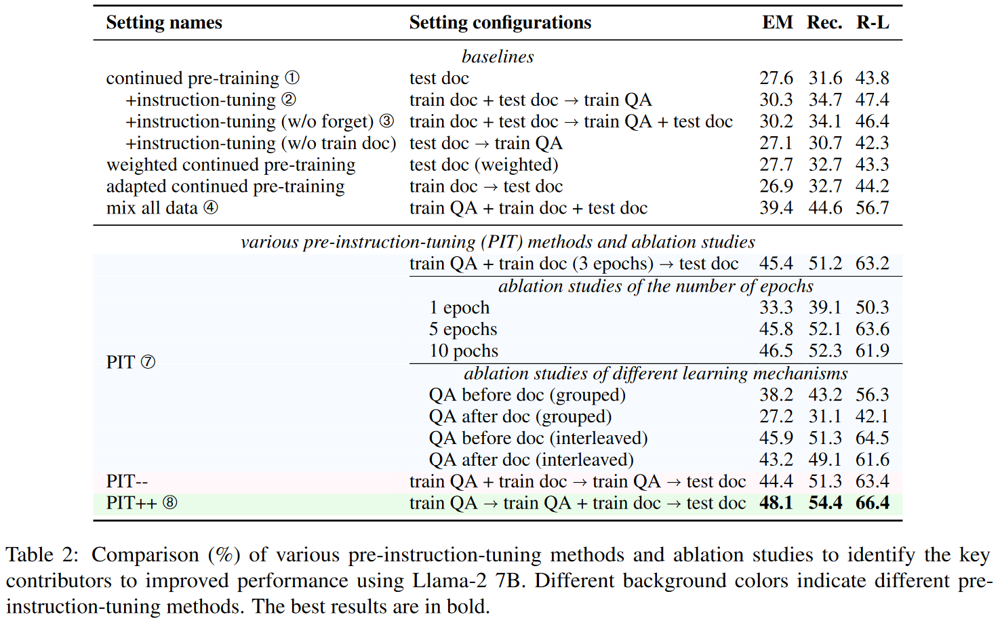 Setting names Setting configurations EM Rec. R-L
baselines
continued pre-training ① test doc 27.6 31.6 43.8
+instruction-tuning ② train doc + test doc → train QA 30.3 34.7 47.4
+instruction-tuning (w/o forget) ③ train doc + test doc → train QA + test doc 30.2 34.1 46.4
+instruction-tuning (w/o train doc) test doc → train QA 27.1 30.7 42.3
weighted continued pre-training test doc (weighted) 27.7 32.7 43.3
adapted continued pre-training train doc → test doc 26.9 32.7 44.2
mix all data ④ train QA + train doc + test doc 39.4 44.6 56.7
various pre-instruction-tuning (PIT) methods and ablation studies
train QA + train doc (3 epochs) → test doc 45.4 51.2 63.2
ablation studies of the number of epochs
1 epoch 33.3 39.1 50.3
5 epochs 45.8 52.1 63.6
10 pochs 46.5 52.3 61.9
PIT ⑦
ablation studies of different learning mechanisms
QA before doc (grouped) 38.2 43.2 56.3
QA after doc (grouped) 27.2 31.1 42.1
QA before doc (interleaved) 45.9 51.3 64.5
QA after doc (interleaved) 43.2 49.1 61.6
PIT-- train QA + train doc → train QA → test doc 44.4 51.3 63.4
PIT++ ⑧ train QA → train QA + train doc → test doc 48.1 54.4 66.4
Table 2: Comparison (%) of various pre-instruction-tuning methods and ablation studies to identify the key
contributors to improved performance using Llama-2 7B. Different background colors indicate different pre-
instruction-tuning methods. The best results are in bold.